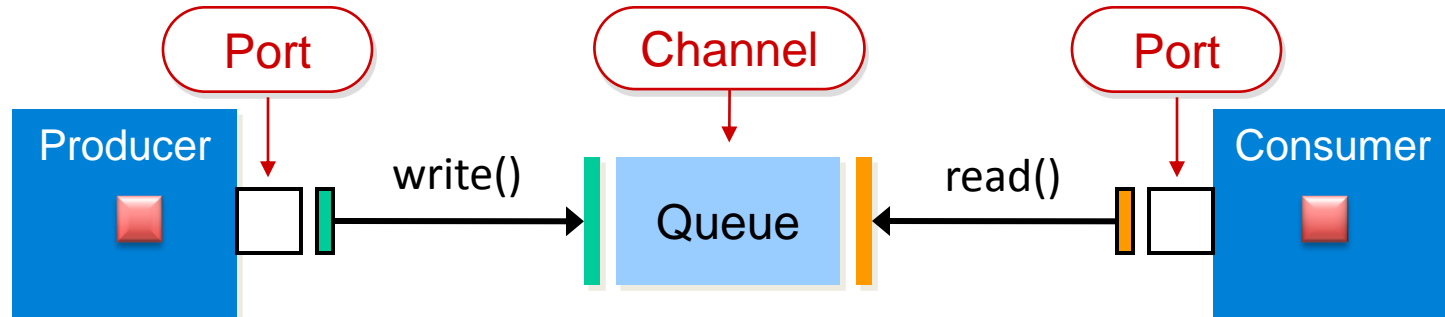 Port
Channel
Port
Producer
write()
Queue
read()
Consumer